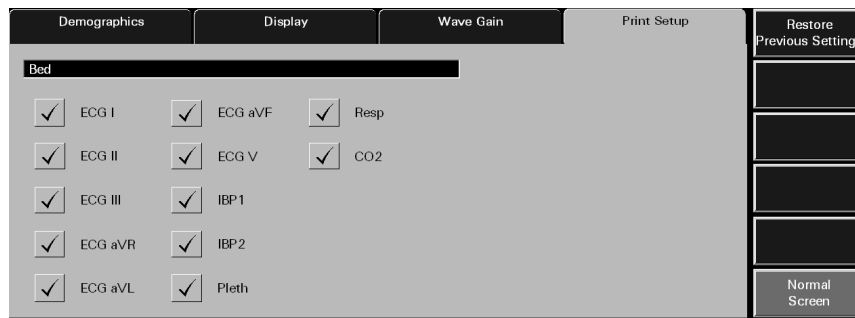 Demographics
Display
Wave Gain
Print Setup
Restore
Previous Setting
Bed
ECG I
ECG aVF
Resp
ECG II
ECG V
CO2
ECG III
IBP1
ECG aVR
IBP2
ECG aVL
Pleth
Normal
Screen